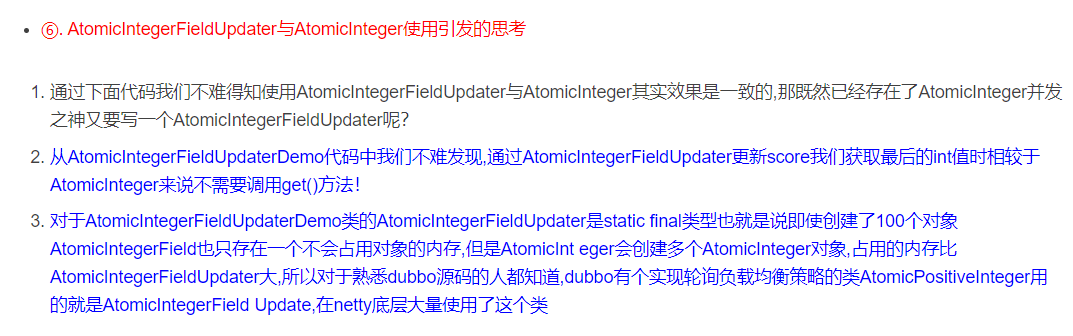 ⑥. AtomicIntegerFieldUpdater与AtomicInteger使用引发的思考
1. 通过下面代码我们不难得知使用AtomicIntegerFieldUpdater与AtomicInteger其实效果是一致的,那既然已经存在了AtomicInteger并发
之神又要写一个AtomicIntegerFieldUpdater呢?
2. 从AtomicIntegerFieldUpdaterDemo代码中我们不难发现,通过AtomicIntegerFieldUpdater更新score我们获取最后的int值时相较于
AtomicInteger来说不需要调用get()方法!
3. 对于AtomicIntegerFieldUpdaterDemo类的AtomicIntegerFieldUpdater是static final类型也就是说即使创建了100个对象
AtomicIntegerField也只存在一个不会占用对象的内存,但是AtomicInt eger会创建多个AtomicInteger对象,占用的内存比
AtomicIntegerFieldUpdater大,所以对于熟悉dubbo源码的人都知道,dubbo有个实现轮询负载均衡策略的类AtomicPositiveInteger用
的就是AtomicIntegerField Update,在netty底层大量使用了这个类